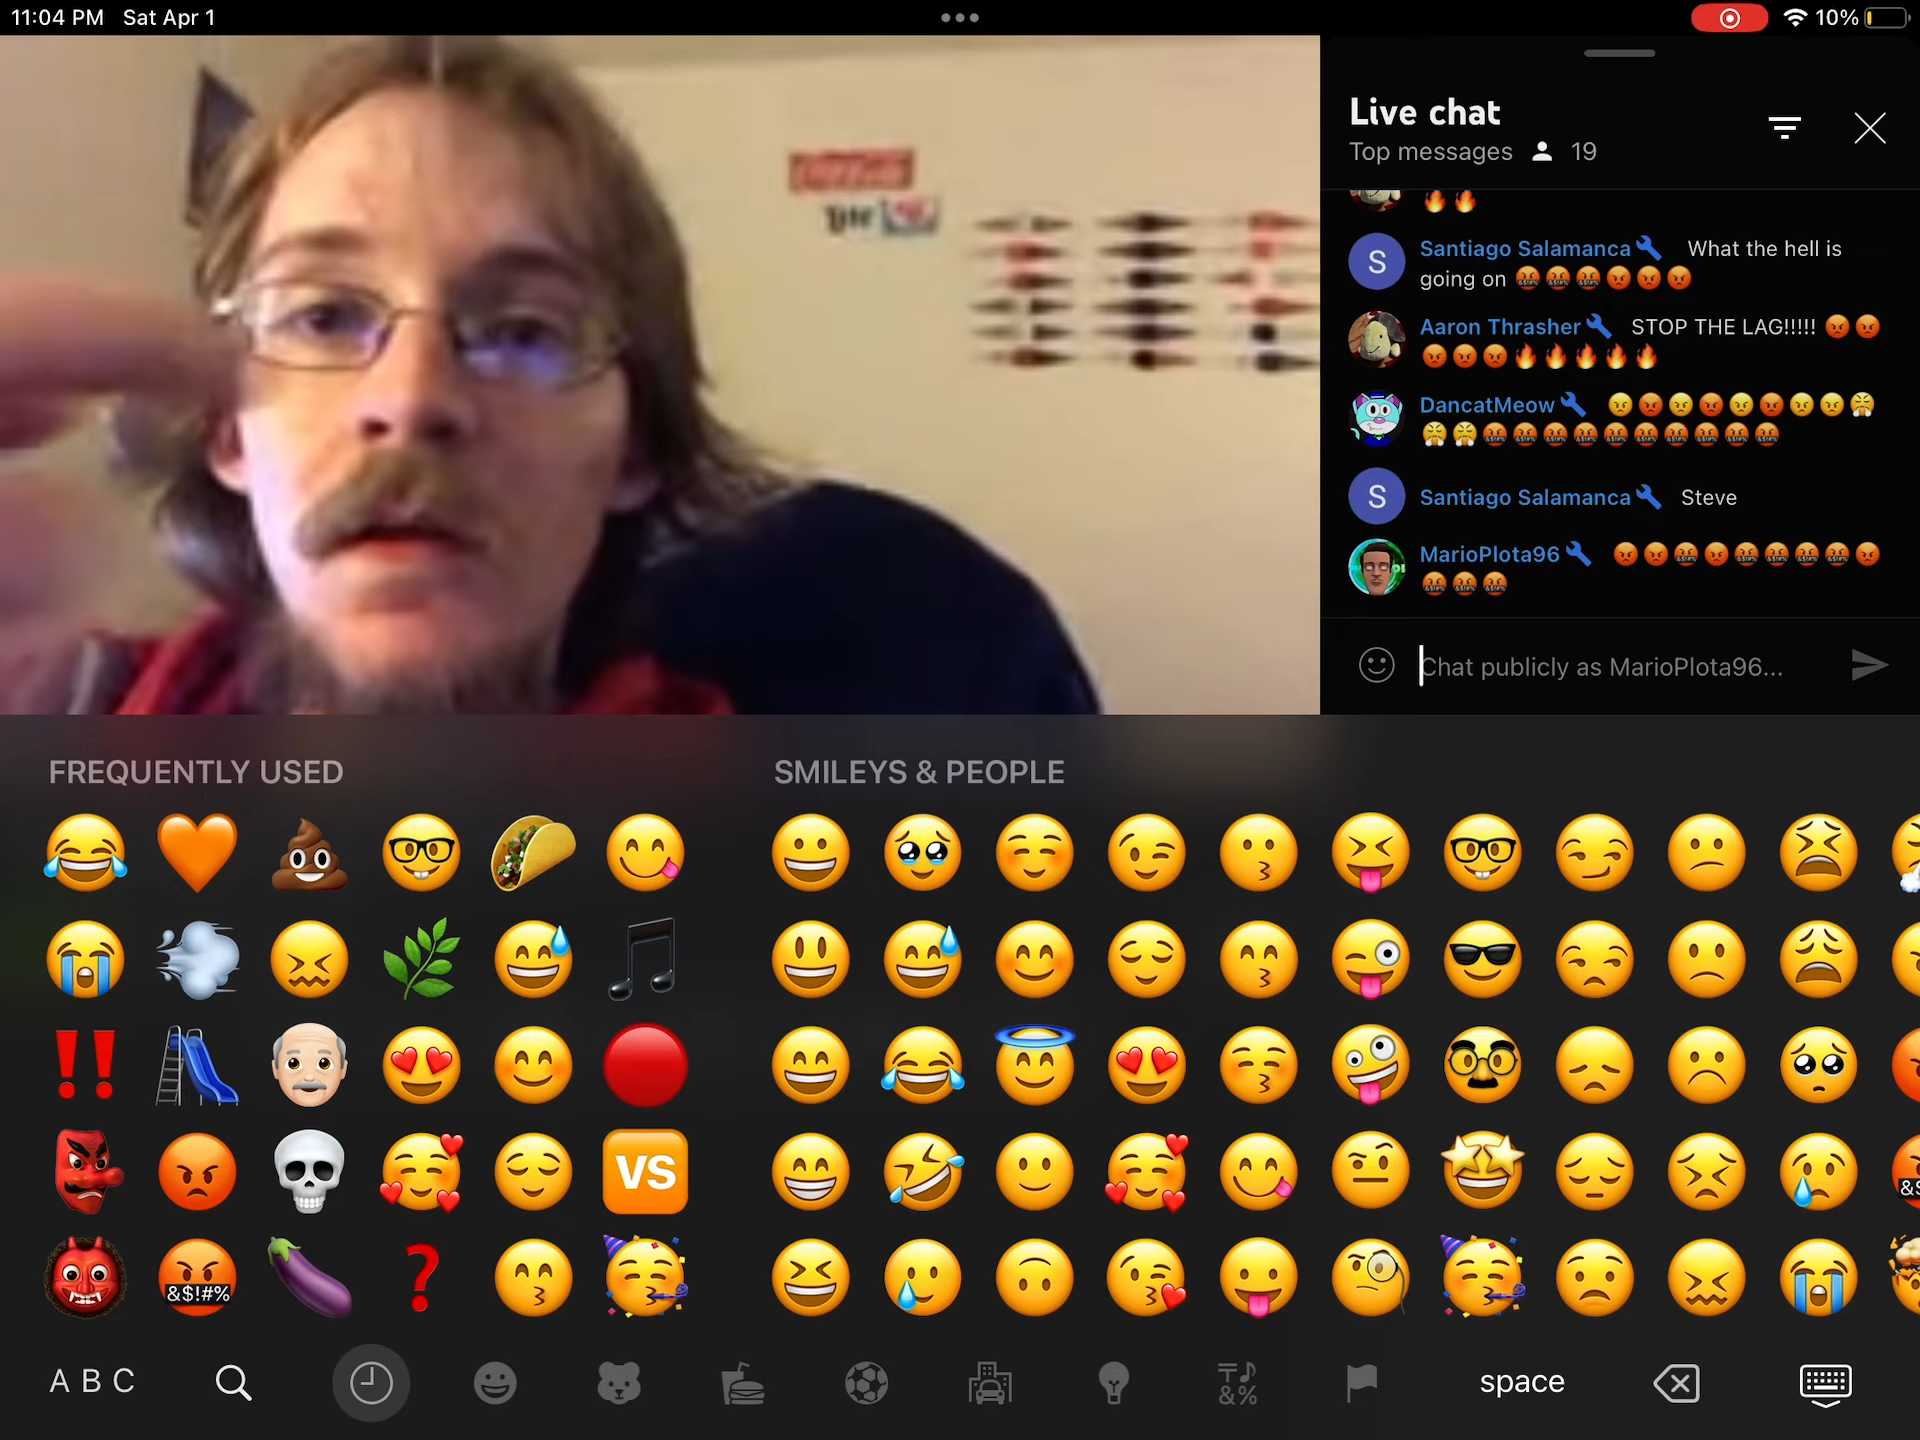 11:04 PM Sat Apr 1
10%
Live chat
Top messages 19
S
Santiago Salamanca What the hell is
going on
Aaron Thrasher STOP THE LAG!!!!!
DancatMeow
S
Santiago Salamanca Steve
MarioPlota96
Chat publicly as MarioPlota96...
FREQUENTLY USED SMILEYS & PEOPLE
VS
&$!#%
A B C
space